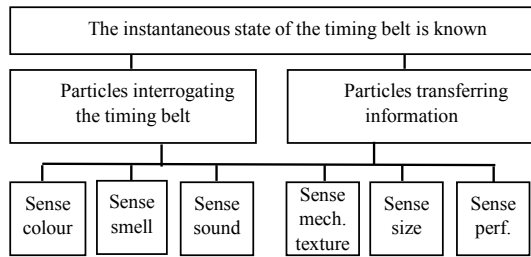 The instantaneous state of the timing belt is known
Particles interrogating
the timing belt
Particles transferring
information
Sense
colour
Sense
smell
Sense
sound
Sense
mech.
texture
Sense
size
Sense
perf.